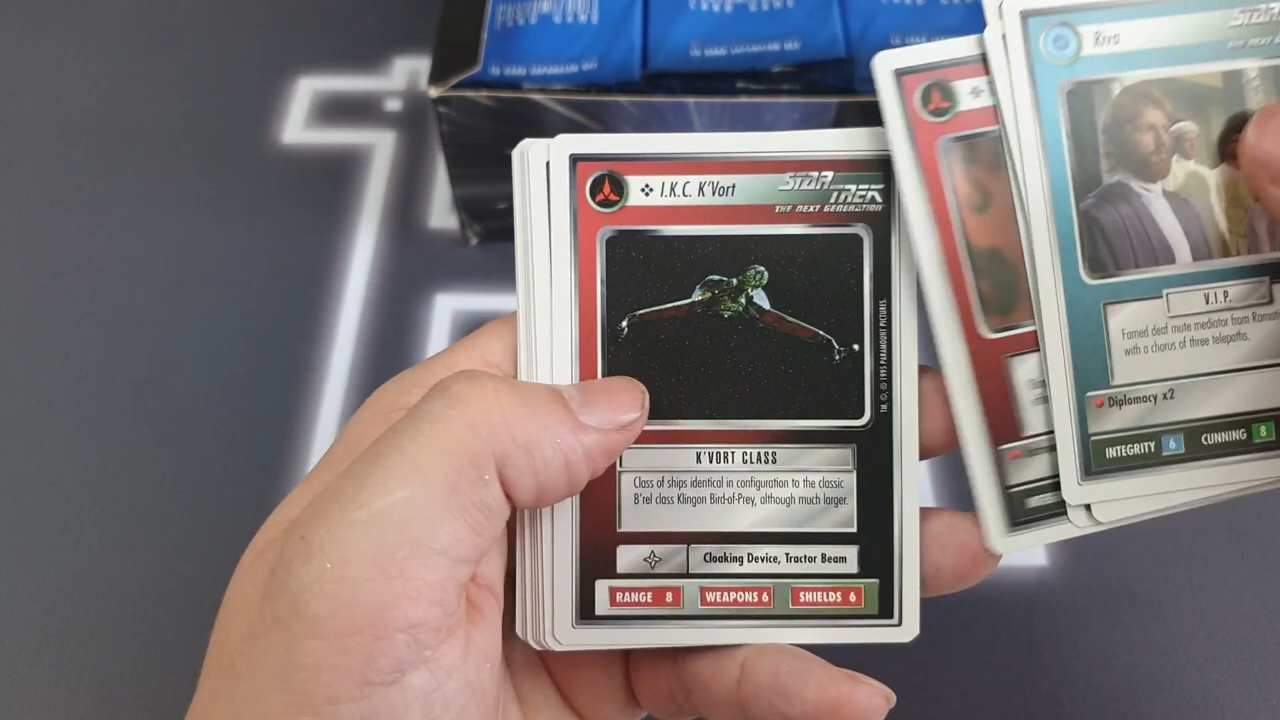 ❖ I.K.C. K'Vort
STAR TREK
THE NEXT GENERATION
TM, ©, ® 1995 PARAMOUNT PICTURES.
K'VORT CLASS
Class of ships identical in configuration to the classic
B'rel class Klingon Bird-of-Prey, although much larger.
Cloaking Device, Tractor Beam
RANGE 8 WEAPONS 6 SHIELDS 6
Riva
STAR
THE NEXT
V.I.P.
Famed deaf mute mediator from
with a chorus of three telepaths.
Diplomacy x2
INTEGRITY 6 CUNNING 8